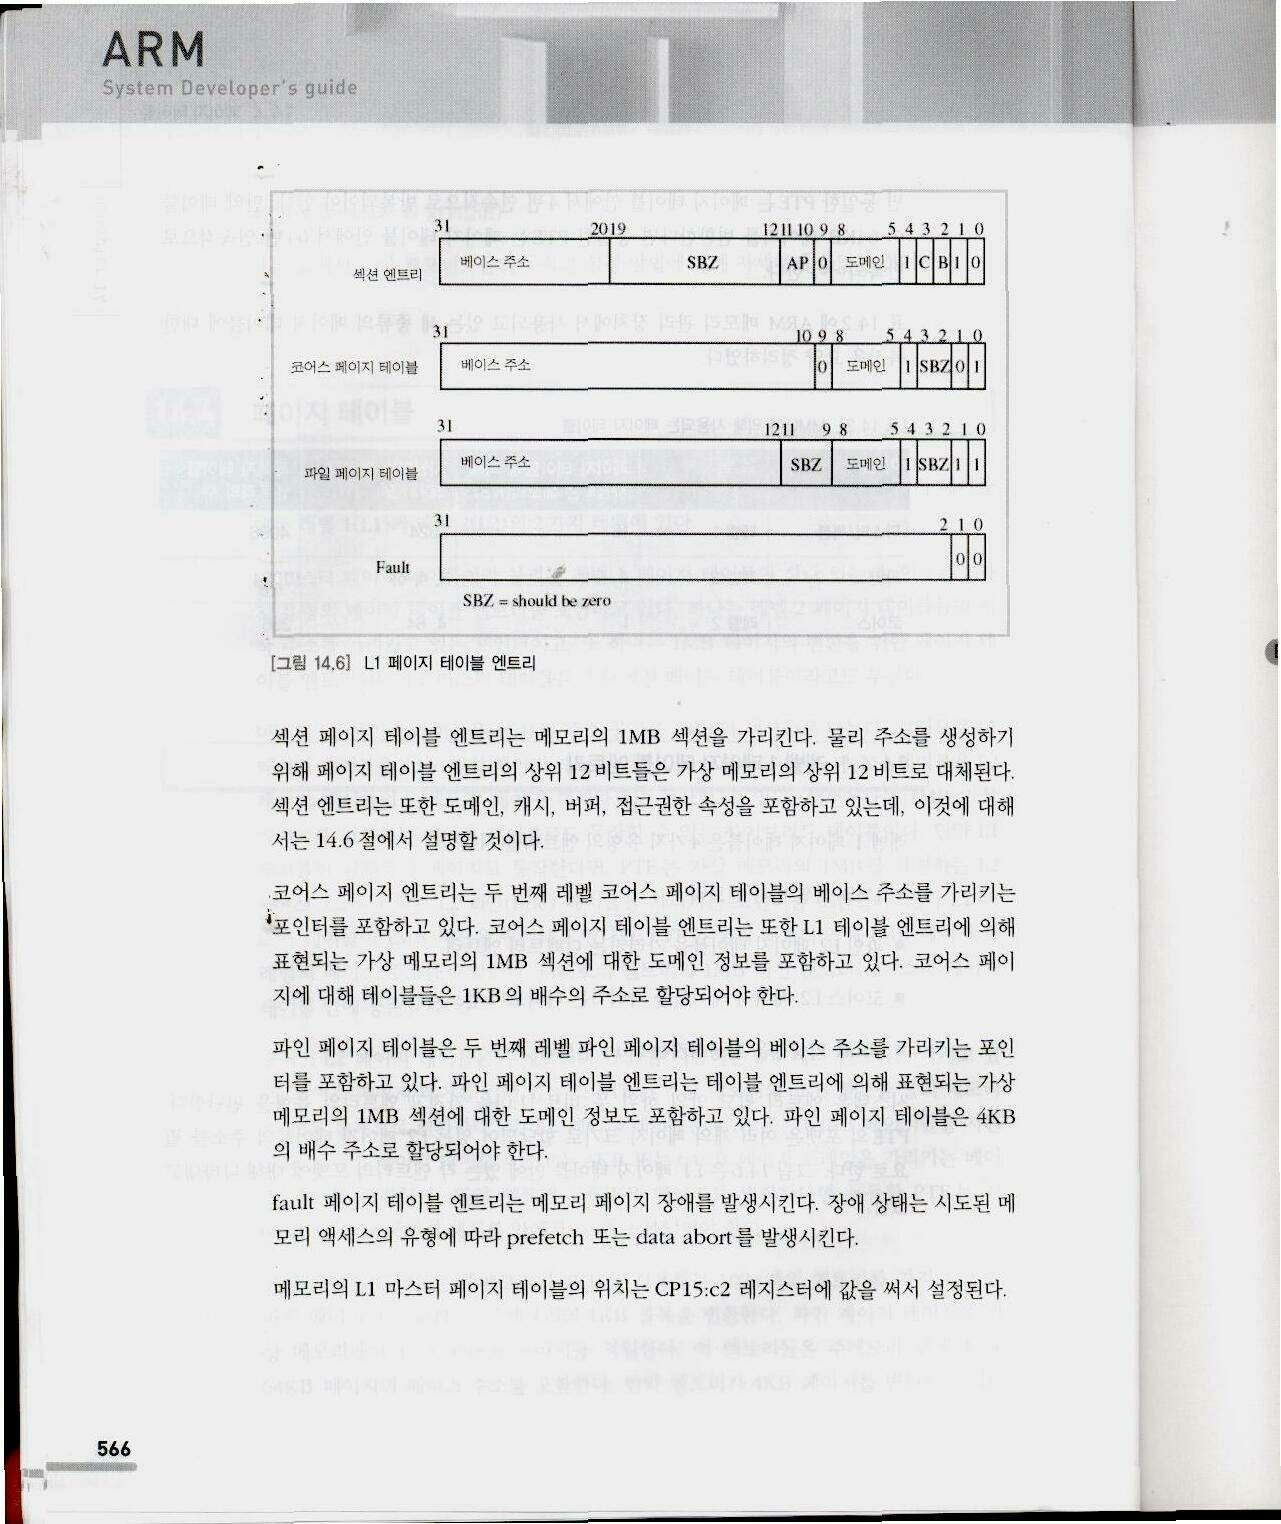 ARM
System Developer's guide
31 2019 12 11 10 9 8 5 4 3 2 1 0
섹션 엔트리 베이스 주소 SBZ AP 0 도메인 1 C B 1 0
31 10 9 8 5 4 3 2 1 0
코어스 페이지 테이블 베이스 주소 0 도메인 1 SBZ 0 1
31 12 11 9 8 5 4 3 2 1 0
파일 페이지 테이블 베이스 주소 SBZ 도메인 1 SBZ 1 1
31 2 1 0
Fault 0 0
SBZ = should be zero
[그림 14.6] L1 페이지 테이블 엔트리
섹션 페이지 테이블 엔트리는 메모리의 1MB 섹션을 가리킨다. 물리 주소를 생성하기
위해 페이지 테이블 엔트리의 상위 12비트들은 가상 메모리의 상위 12비트로 대체된다.
섹션 엔트리는 또한 도메인, 캐시, 버퍼, 접근권한 속성을 포함하고 있는데, 이것에 대해
서는 14.6절에서 설명할 것이다.
코어스 페이지 엔트리는 두 번째 레벨 코어스 페이지 테이블의 베이스 주소를 가리키는
포인터를 포함하고 있다. 코어스 페이지 테이블 엔트리는 또한 L1 테이블 엔트리에 의해
표현되는 가상 메모리의 1MB 섹션에 대한 도메인 정보를 포함하고 있다. 코어스 페이
지에 대해 테이블들은 1KB의 배수의 주소로 할당되어야 한다.
파인 페이지 테이블은 두 번째 레벨 파인 페이지 테이블의 베이스 주소를 가리키는 포인
터를 포함하고 있다. 파인 페이지 테이블 엔트리는 테이블 엔트리에 의해 표현되는 가상
메모리의 1MB 섹션에 대한 도메인 정보도 포함하고 있다. 파인 페이지 테이블은 4KB
의 배수 주소로 할당되어야 한다.
fault 페이지 테이블 엔트리는 메모리 페이지 장애를 발생시킨다. 장애 상태는 시도된 메
모리 액세스의 유형에 따라 prefetch 또는 data abort를 발생시킨다.
메모리의 L1 마스터 페이지 테이블의 위치는 CP15:c2 레지스터에 값을 써서 설정된다.
566